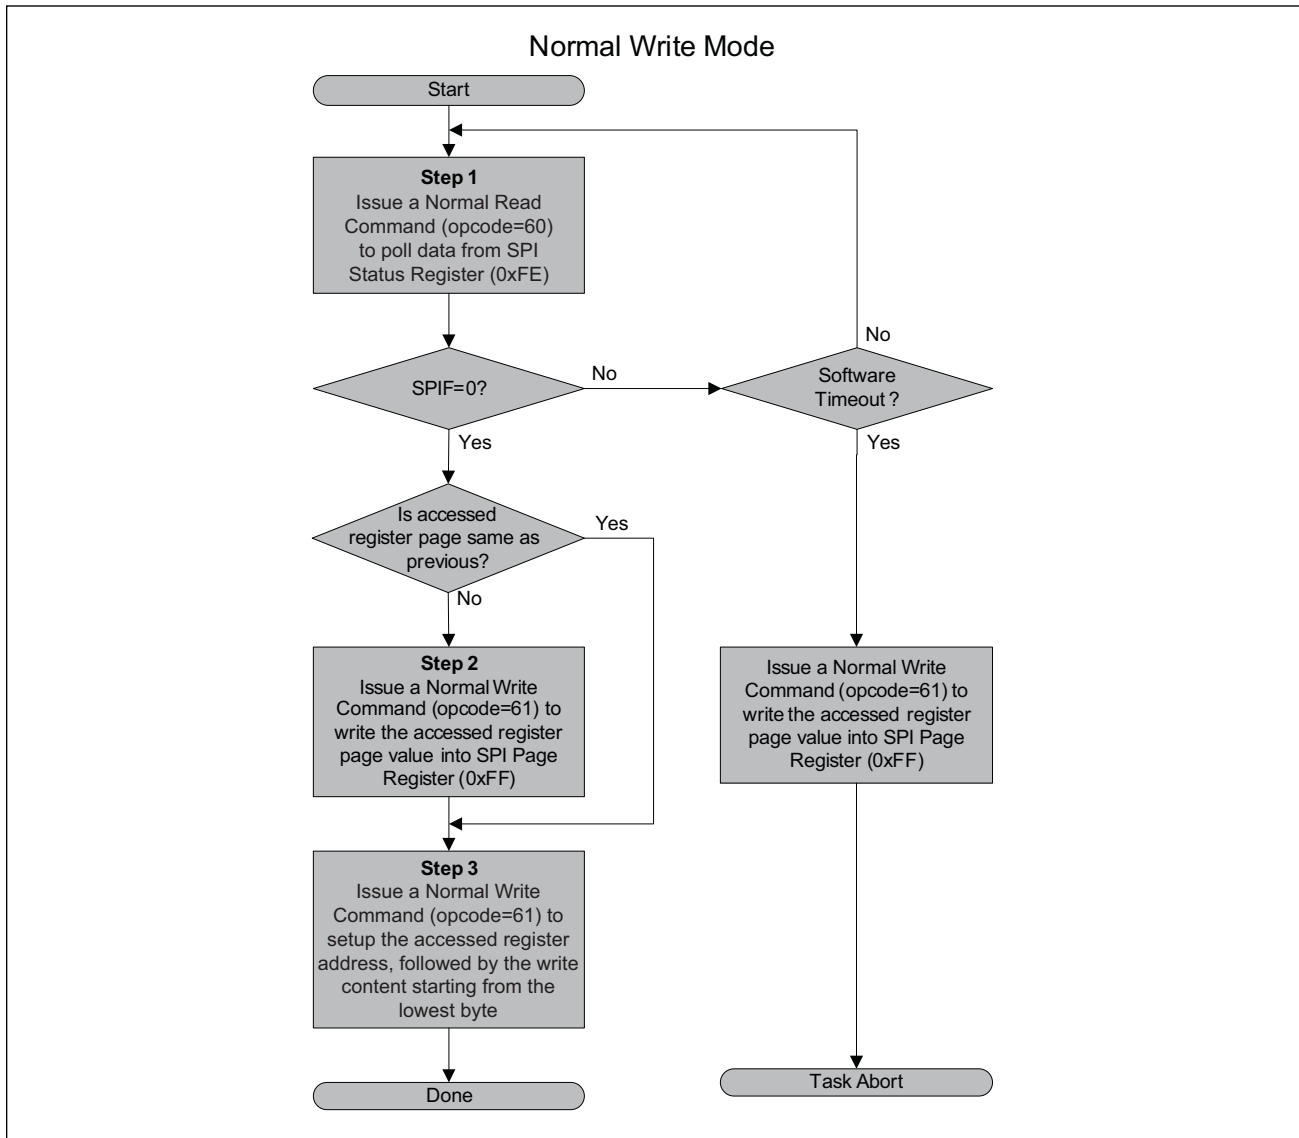 Normal Write Mode
Start
Step 1
Issue a Normal Read
Command (opcode=60)
to poll data from SPI
Status Register (0xFE)
No
SPIF=0?
No
Software
Timeout ?
Yes
Yes
Is accessed
register page same as
previous?
Yes
No
Step 2
Issue a Normal Write
Command (opcode=61) to
write the accessed register
page value into SPI Page
Register (0xFF)
Issue a Normal Write
Command (opcode=61) to
write the accessed register
page value into SPI Page
Register (0xFF)
Step 3
Issue a Normal Write
Command (opcode=61) to
setup the accessed register
address, followed by the write
content starting from the
lowest byte
Done
Task Abort